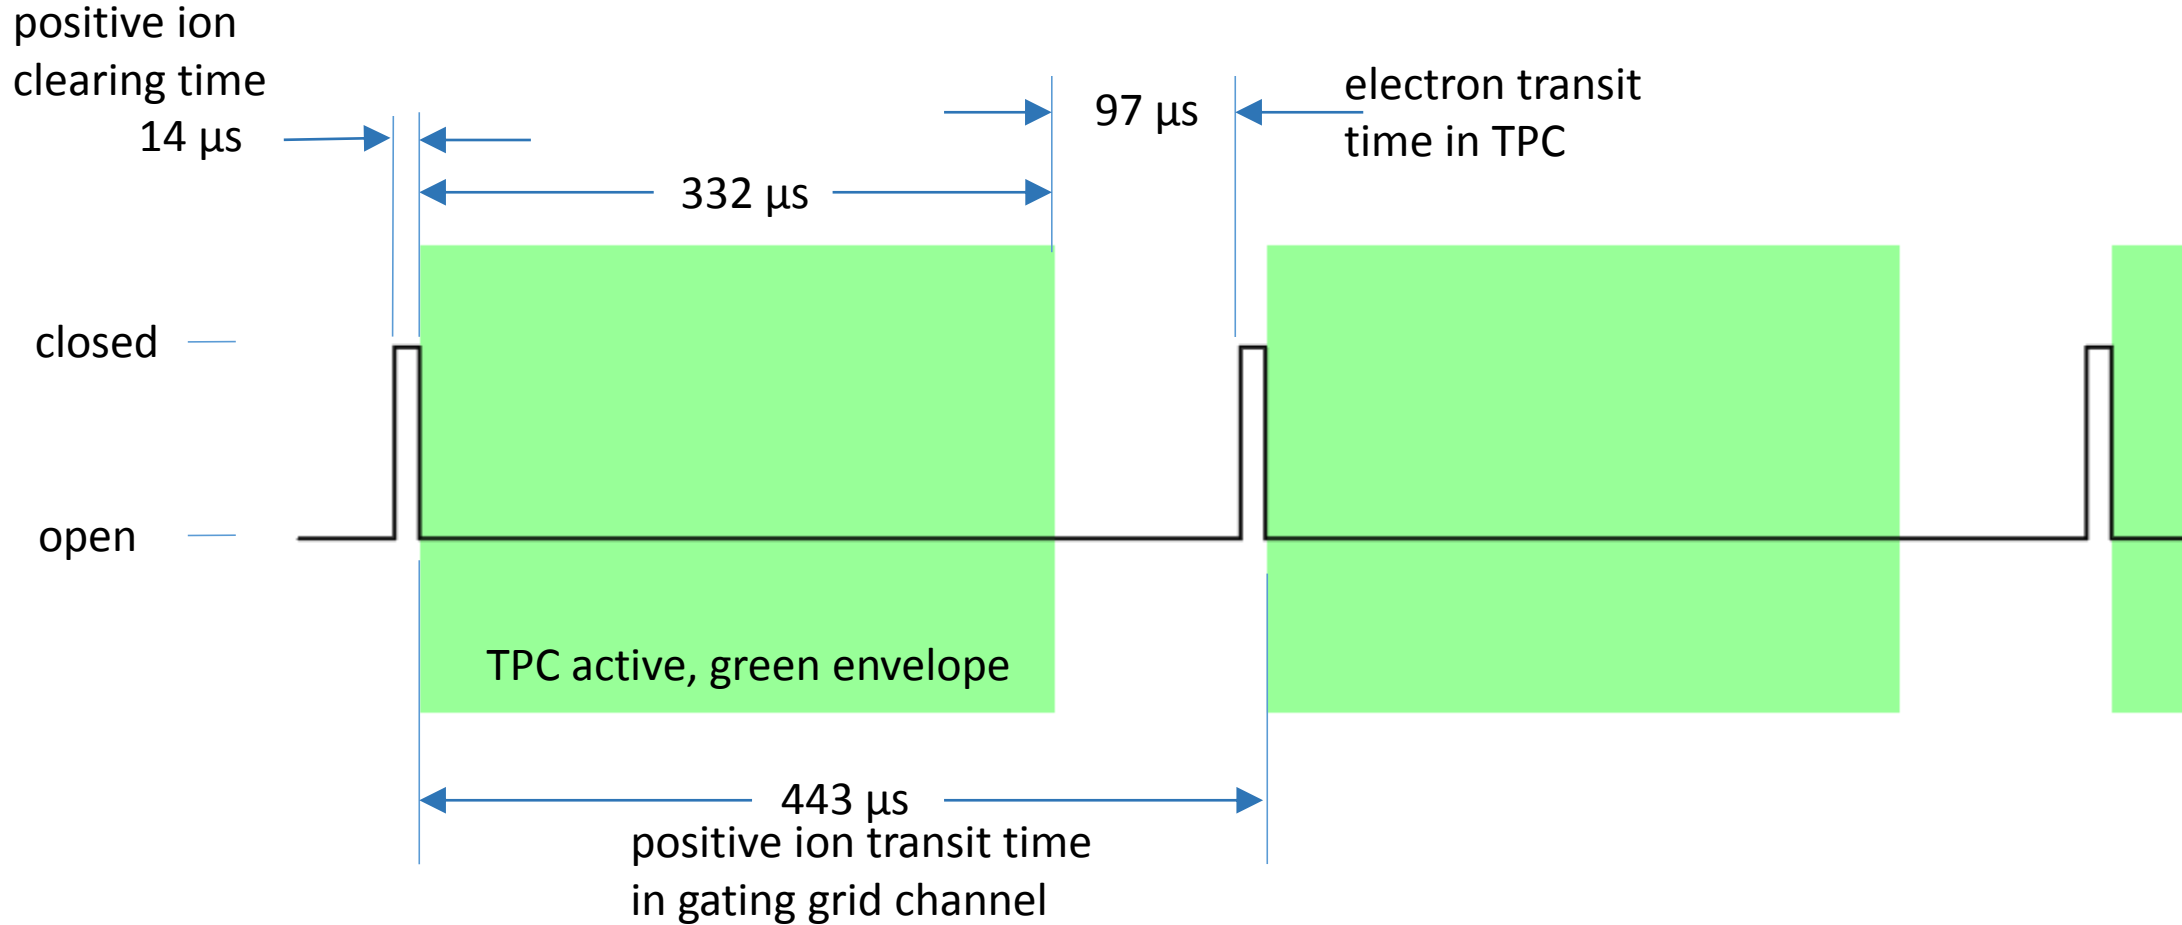 positive ion
clearing time
14 µs
97 µs
electron transit
time in TPC
332 µs
closed
open
TPC active, green envelope
443 µs
positive ion transit time
in gating grid channel